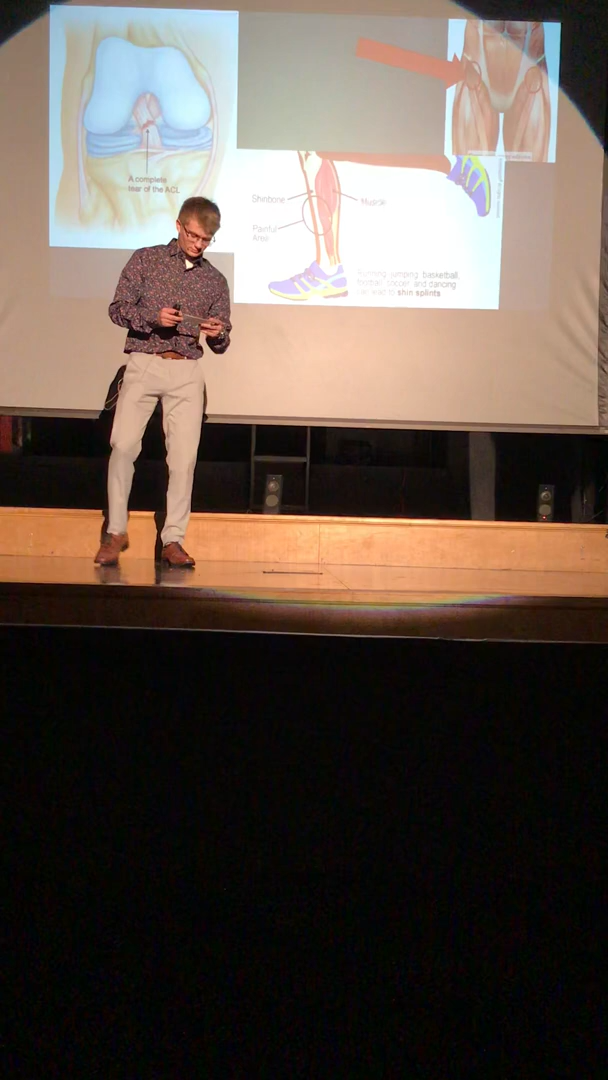 A complete
tear of the ACL
Shinbone
Muscle
Painful
Area
Running, jumping, basketball,
football, soccer, and dancing
can lead to shin splints